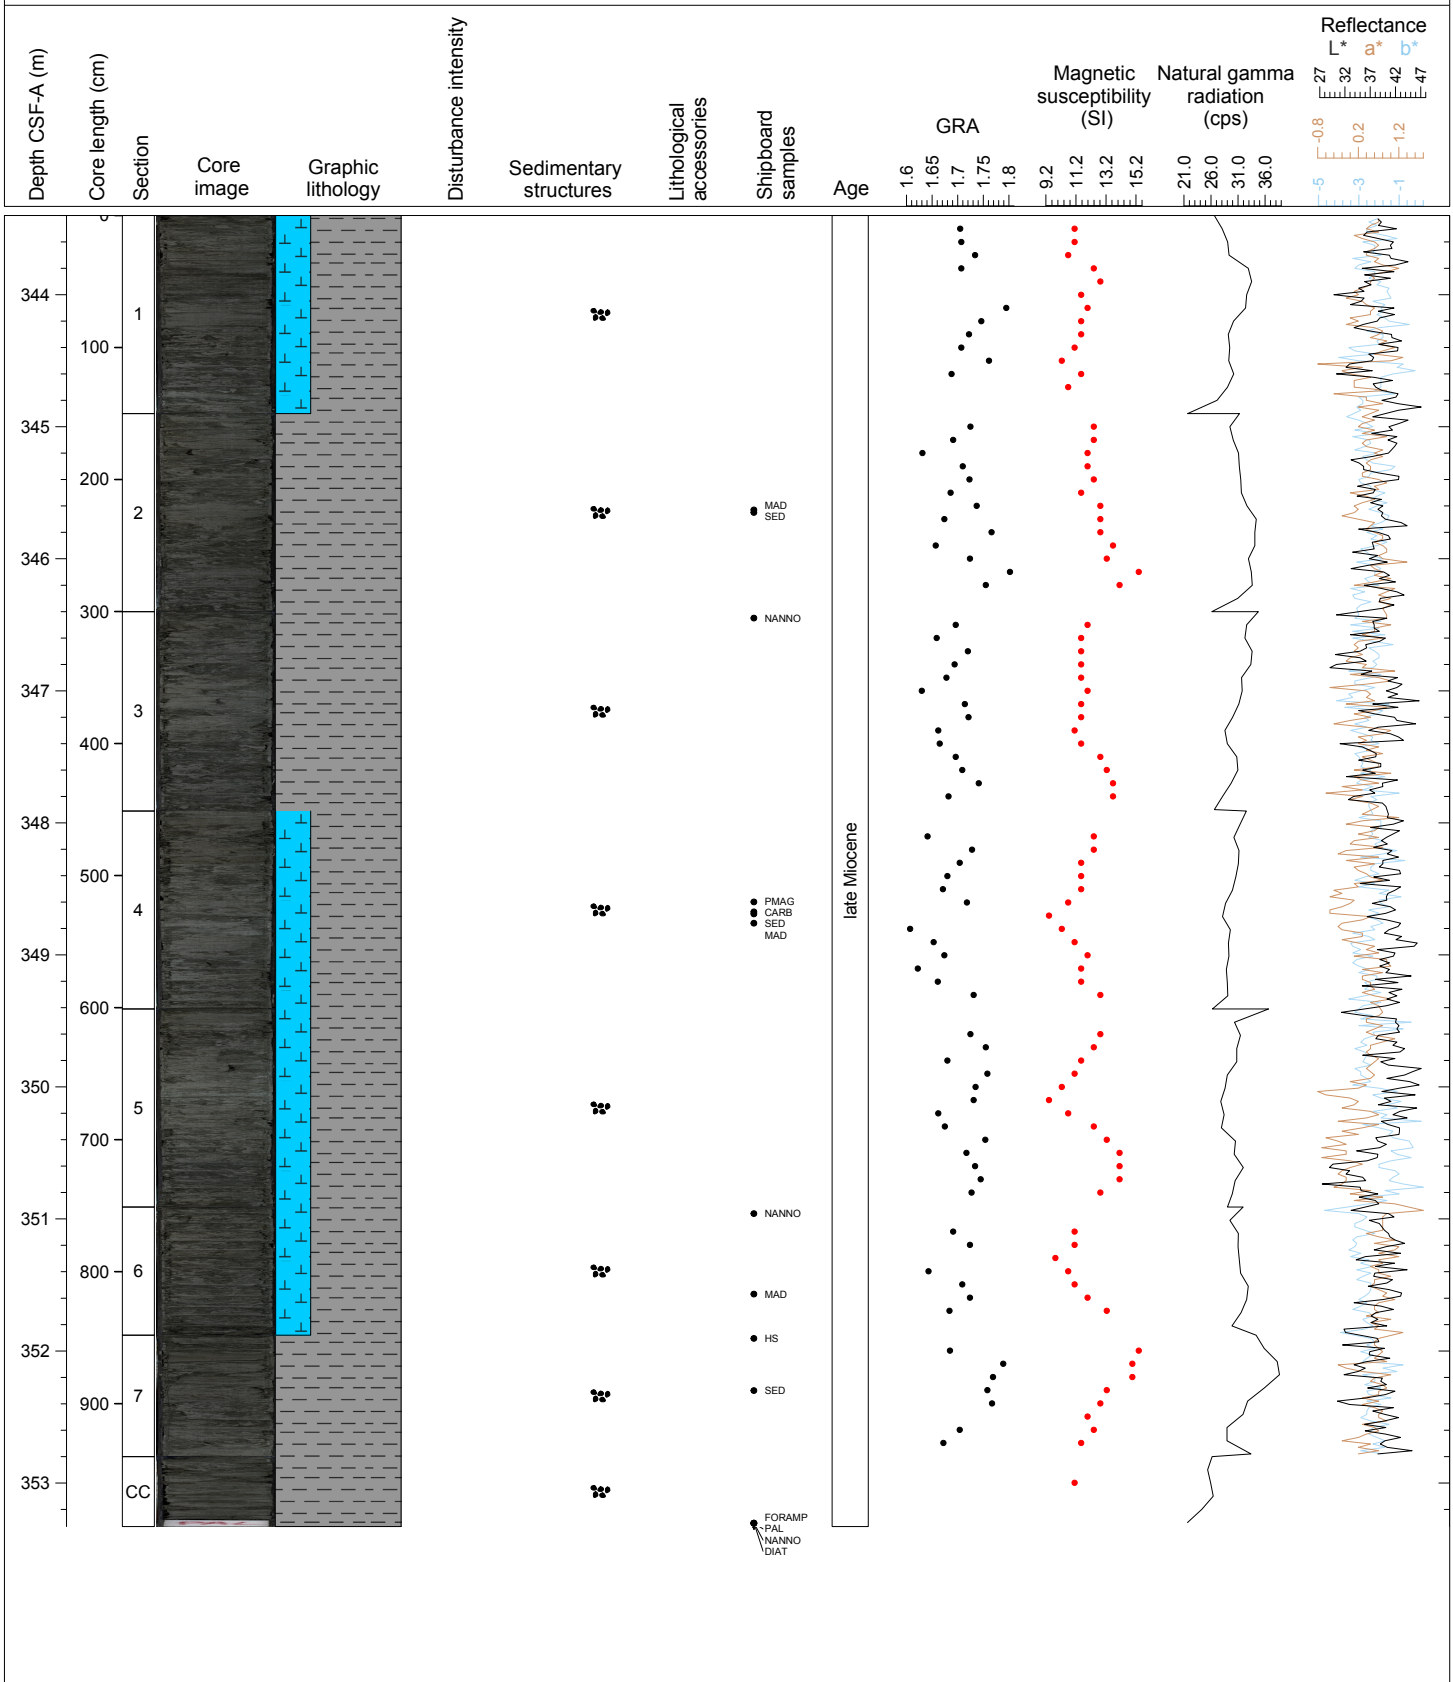 Depth CSF-A (m)
Core length (cm)
Section
Core
image
Graphic
lithology
Disturbance intensity
Sedimentary
structures
Lithological
accessories
Shipboard
samples
Age
GRA
1.6 1.65 1.7 1.75 1.8
Magnetic
susceptibility
(SI)
9.2 11.2 13.2 15.2
Natural gamma
radiation
(cps)
21.0 26.0 31.0 36.0
Reflectance
L* a* b*
27 32 37 42 47
-0.8 0.2 1.2
-5 -3 -1
0
344
1
100
345
200
2
MAD
SED
346
300
NANNO
347
3
400
348
late Miocene
500
4
PMAG
CARB
SED
MAD
349
600
350
5
700
351
NANNO
6
800
MAD
HS
352
7
SED
900
353
CC
FORAMP
PAL
NANNO
DIAT